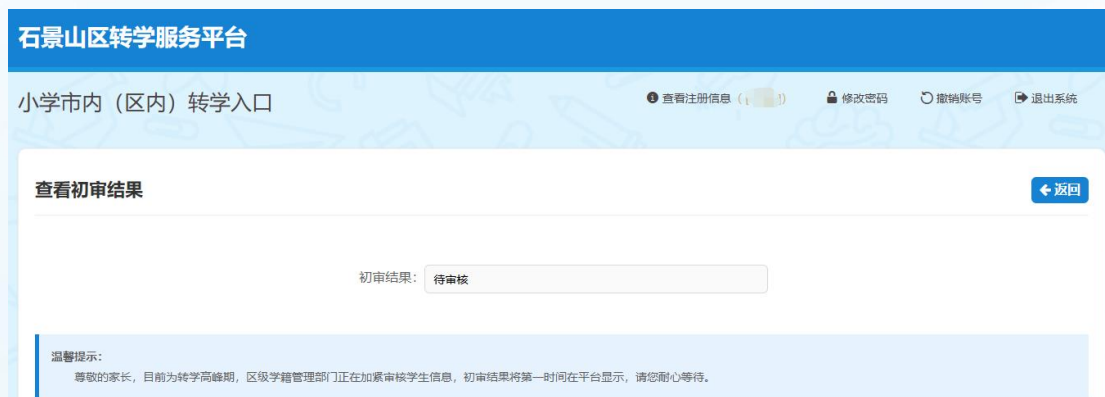 石景山区转学服务平台
小学市内（区内）转学入口
查看注册信息（ ） 修改密码 撤销账号 退出系统
查看初审结果
返回
初审结果： 待审核
温馨提示：
尊敬的家长，目前为转学高峰期，区级学籍管理部门正在加紧审核学生信息，初审结果将第一时间在平台显示，请您耐心等待。